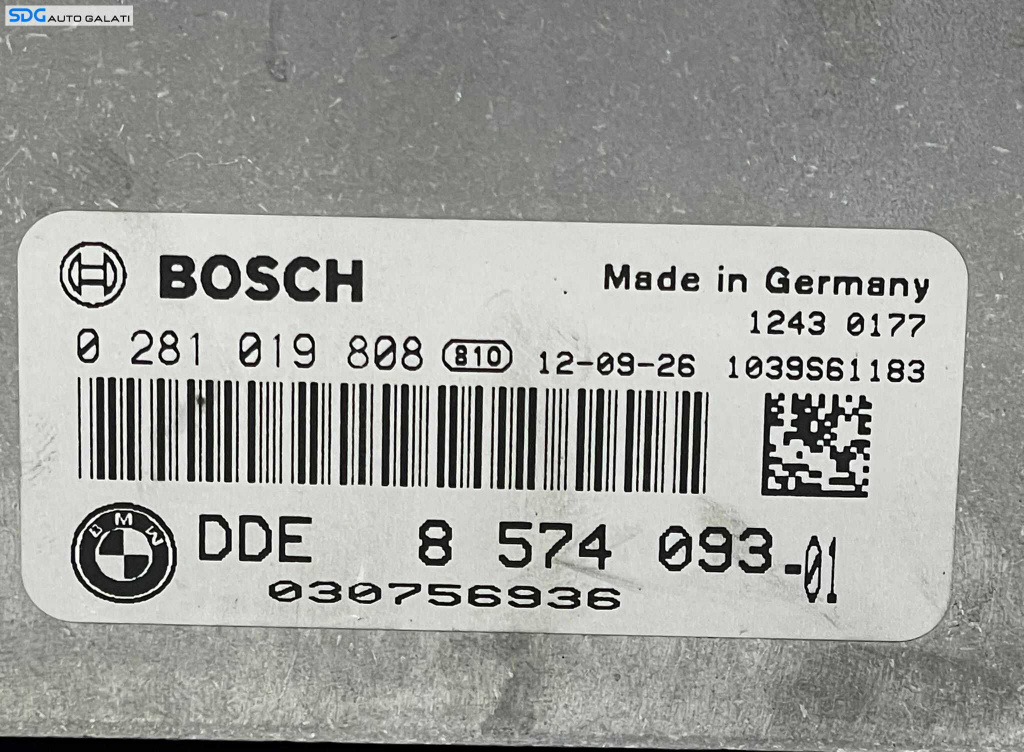 SDG AUTO GALATI
BOSCH
Made in Germany
1243 0177
0 281 019 808 810 12-09-26 1039S61183
BMW
DDE 8 574 093-01
030756936